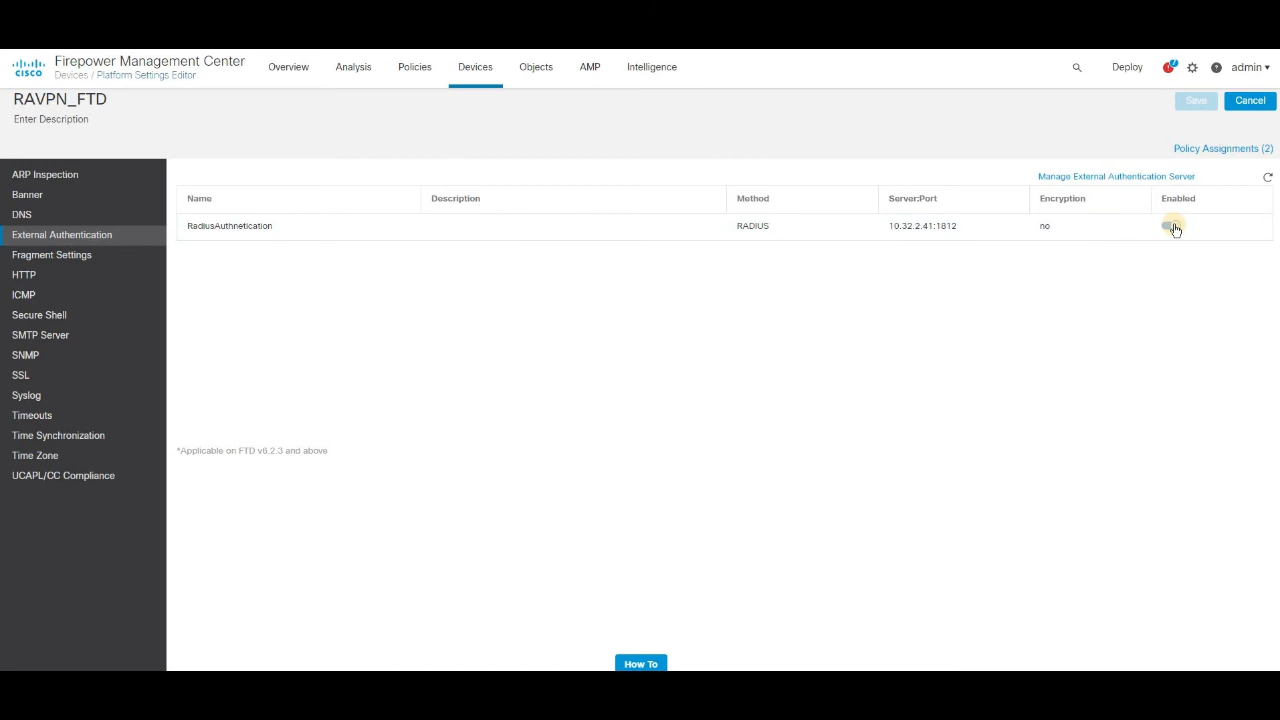 CISCO
Firepower Management Center
Devices / Platform Settings Editor
Overview
Analysis
Policies
Devices
Objects
AMP
Intelligence
Deploy
admin
RAVPN_FTD
Enter Description
Save
Cancel
Policy Assignments (2)
ARP Inspection
Banner
DNS
External Authentication
Fragment Settings
HTTP
ICMP
Secure Shell
SMTP Server
SNMP
SSL
Syslog
Timeouts
Time Synchronization
Time Zone
UCAPL/CC Compliance
Manage External Authentication Server
Name Description Method Server:Port Encryption Enabled
RadiusAuthnetication RADIUS 10.32.2.41:1812 no
*Applicable on FTD v6.2.3 and above
How To